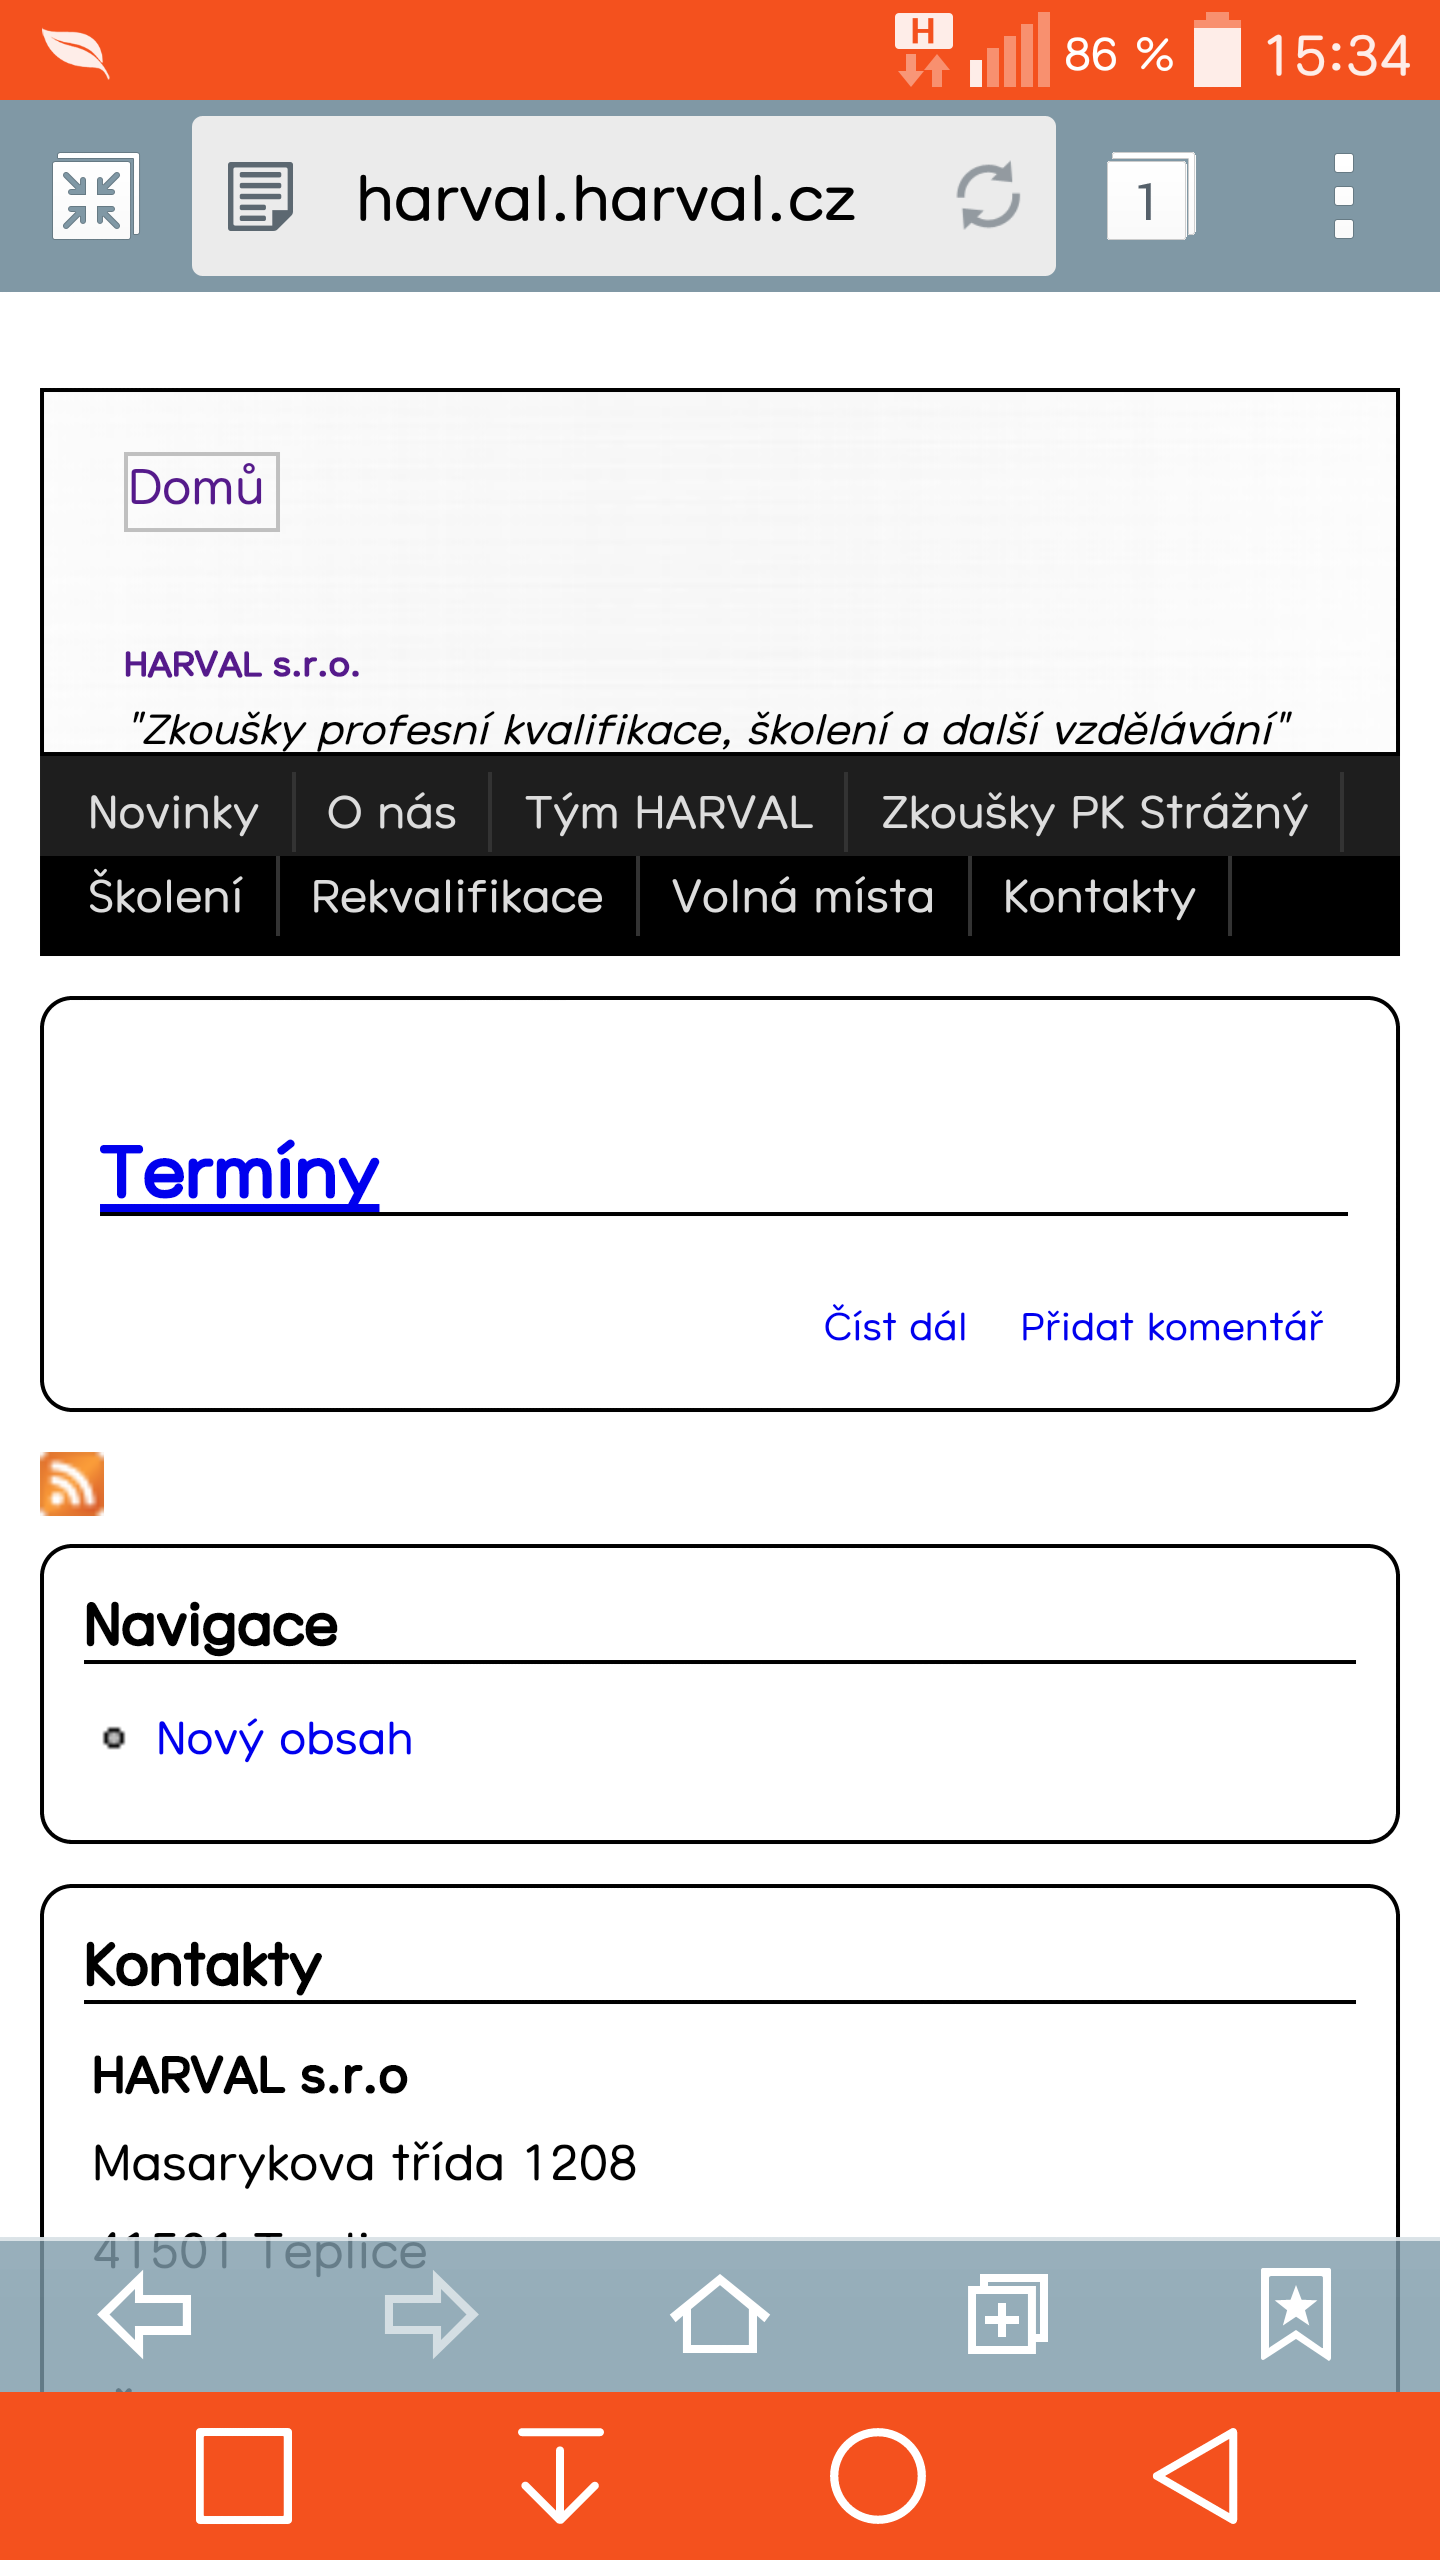 H 86 % 15:34
harval.harval.cz 1
Domů
HARVAL s.r.o.
"Zkoušky profesní kvalifikace, školení a další vzdělávání"
Novinky O nás Tým HARVAL Zkoušky PK Strážný
Školení Rekvalifikace Volná místa Kontakty
Termíny
Číst dál Přidat komentář
Navigace
Nový obsah
Kontakty
HARVAL s.r.o
Masarykova třída 1208
41501 Teplice